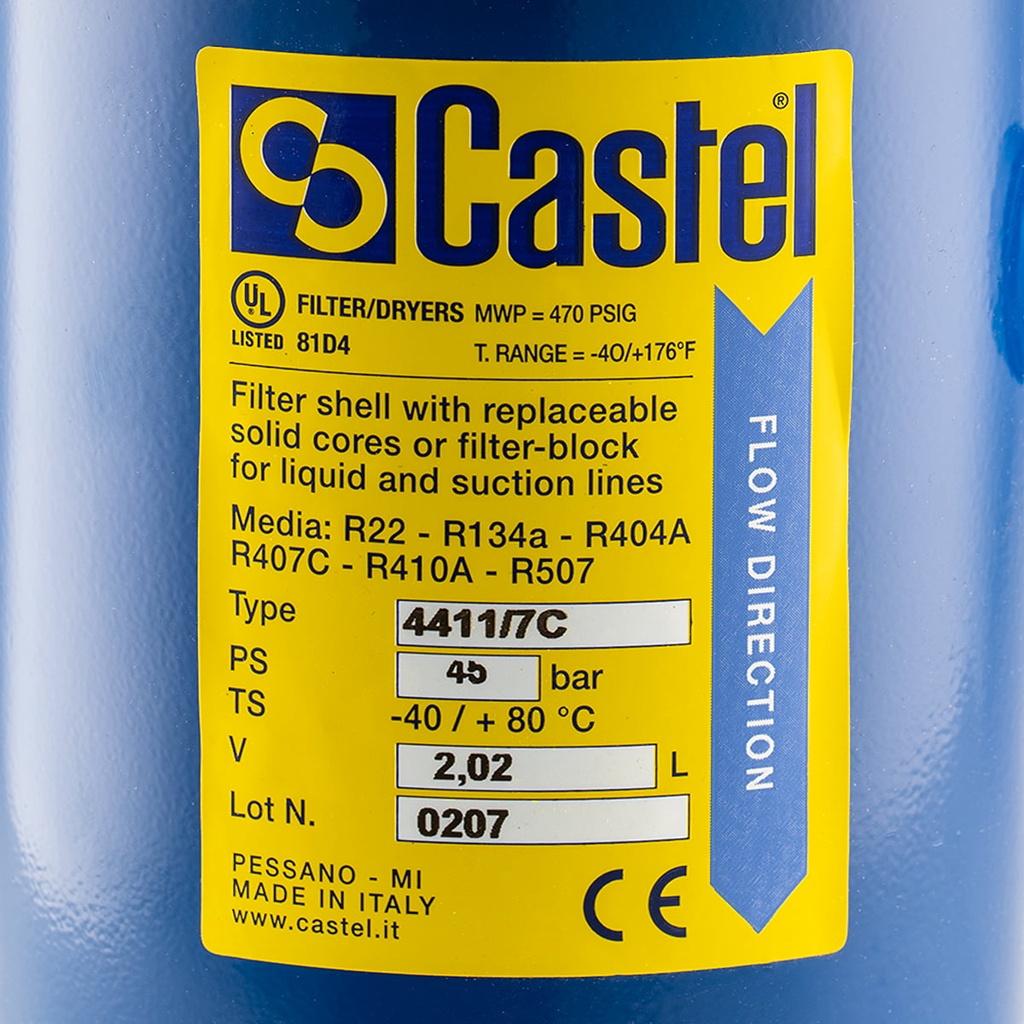 Castel®
UL® FILTER/DRYERS MWP = 470 PSIG
LISTED 81D4 T. RANGE = -40/+176°F
Filter shell with replaceable
solid cores or filter-block
for liquid and suction lines
Media: R22 - R134a - R404A
R407C - R410A - R507
Type 4411/7C
PS 45 bar
TS -40 / + 80 °C
V 2,02 L
Lot N. 0207
PESSANO - MI
MADE IN ITALY
www.castel.it
CE
FLOW DIRECTION